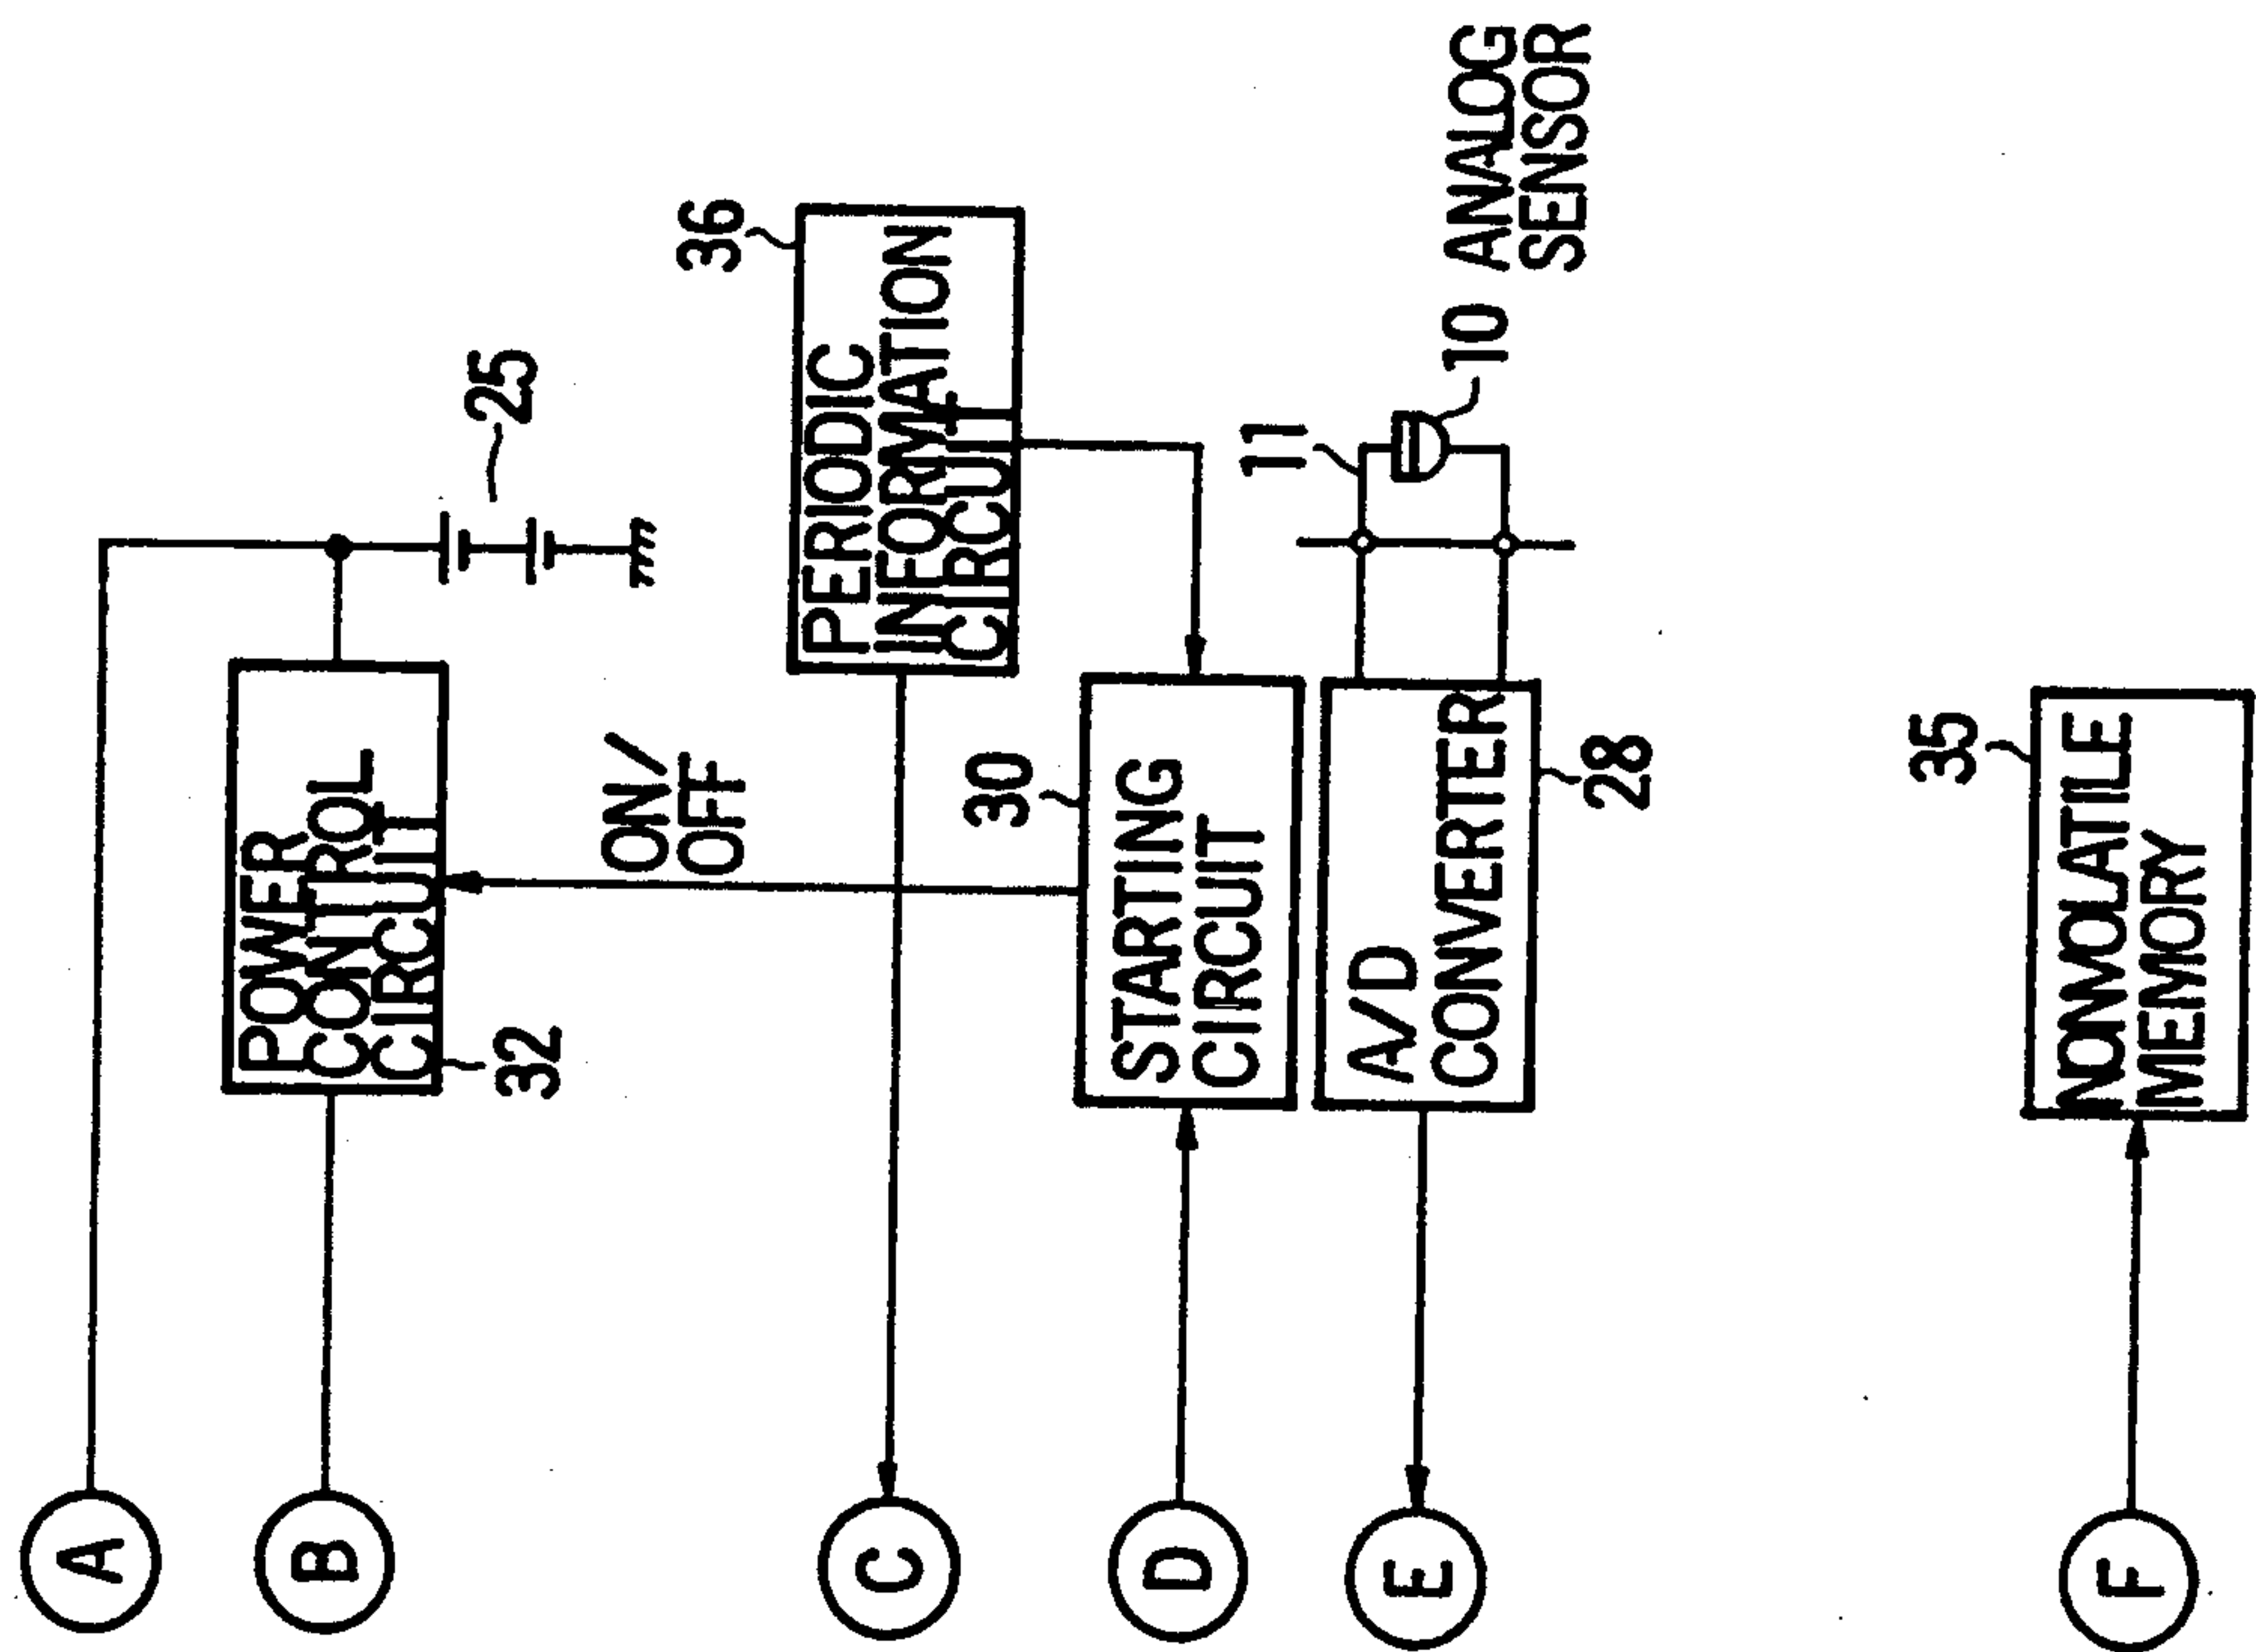 A
B
POWER
CONTROL
CIRCUIT
32
25
ON/
OFF
36
PERIODIC
INFORMATION
CIRCUIT
C
30
STARTING
CIRCUIT
D
11
A/D
CONVERTER
E
28
10 ANALOG
SENSOR
35
NONVOLATILE
MEMORY
F